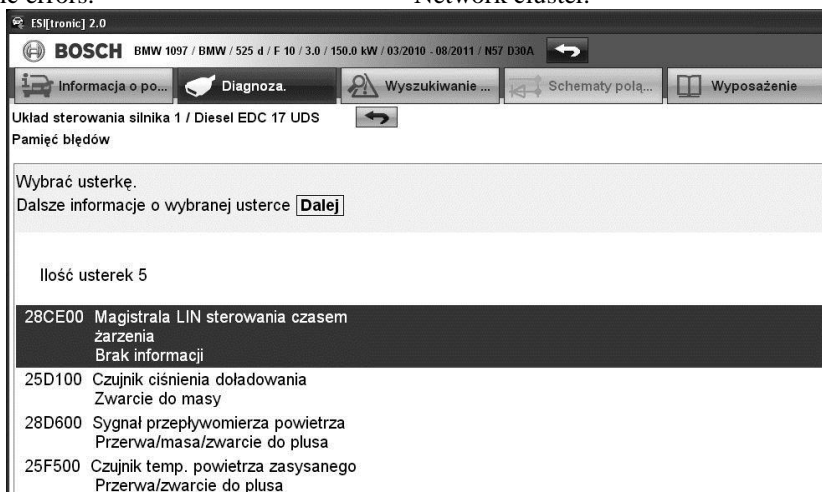 ic errors. Network cluster.
ESI[tronic] 2.0
BOSCH BMW 1097 / BMW / 525 d / F 10 / 3.0 / 150.0 kW / 03/2010 - 08/2011 / N57 D30A
Informacja o po... Diagnoza. Wyszukiwanie ... Schematy połą... Wyposażenie
Układ sterowania silnika 1 / Diesel EDC 17 UDS
Pamięć błędów
Wybrać usterkę.
Dalsze informacje o wybranej usterce Dalej
Ilość usterek 5
28CE00 Magistrala LIN sterowania czasem
żarzenia
Brak informacji
25D100 Czujnik ciśnienia doładowania
Zwarcie do masy
28D600 Sygnał przepływomierza powietrza
Przerwa/masa/zwarcie do plusa
25F500 Czujnik temp. powietrza zasysanego
Przerwa/zwarcie do plusa